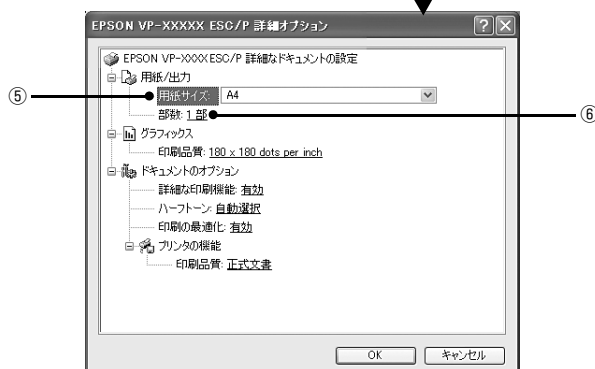 EPSON VP-XXXXX ESC/P 詳細オプション
EPSON VP-XXXX ESC/P 詳細なドキュメントの設定
用紙/出力
⑤
用紙サイズ: A4
部数: 1 部
⑥
グラフィックス
印刷品質: 180 x 180 dots per inch
ドキュメントのオプション
詳細な印刷機能: 有効
ハーフトーン: 自動選択
印刷の最適化: 有効
プリンタの機能
印刷品質: 正式文書
OK キャンセル